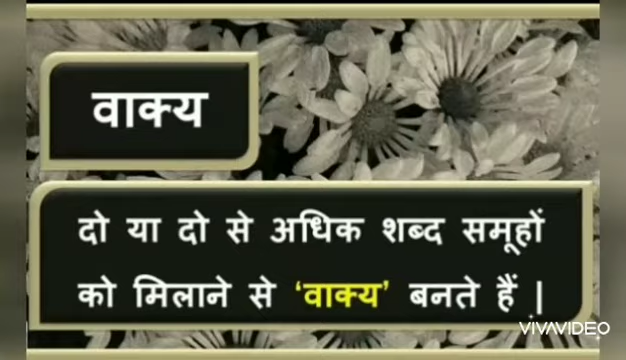 वाक्य
दो या दो से अधिक शब्द समूहों
को मिलाने से ‘वाक्य’ बनते हैं |
VIVAVIDEO